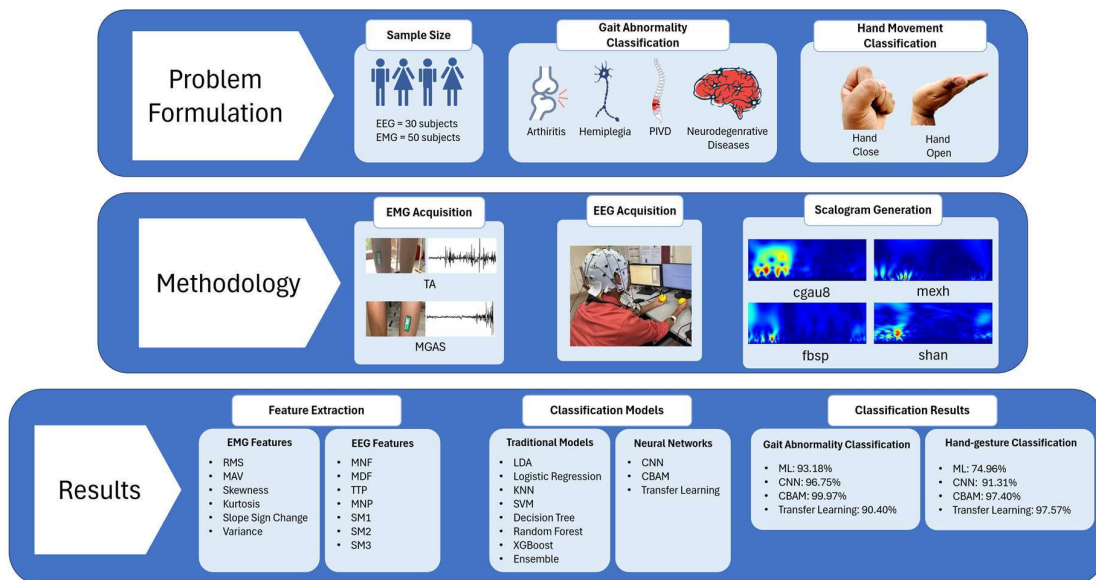 Problem
Formulation
Sample Size
EEG = 30 subjects
EMG = 50 subjects
Gait Abnormality
Classification
Arthiritis
Hemiplegia
PIVD
Neurodegenrative
Diseases
Hand Movement
Classification
Hand
Close
Hand
Open
Methodology
EMG Acquisition
TA
MGAS
EEG Acquisition
Scalogram Generation
cgau8
mexh
fbsp
shan
Results
Feature Extraction
EMG Features
• RMS
• MAV
• Skewness
• Kurtosis
• Slope Sign Change
• Variance
EEG Features
• MNF
• MDF
• TTP
• MNP
• SM1
• SM2
• SM3
Classification Models
Traditional Models
• LDA
• Logistic Regression
• KNN
• SVM
• Decision Tree
• Random Forest
• XGBoost
• Ensemble
Neural Networks
• CNN
• CBAM
• Transfer Learning
Classification Results
Gait Abnormality Classification
• ML: 93.18%
• CNN: 96.75%
• CBAM: 99.97%
• Transfer Learning: 90.40%
Hand-gesture Classification
• ML: 74.96%
• CNN: 91.31%
• CBAM: 97.40%
• Transfer Learning: 97.57%